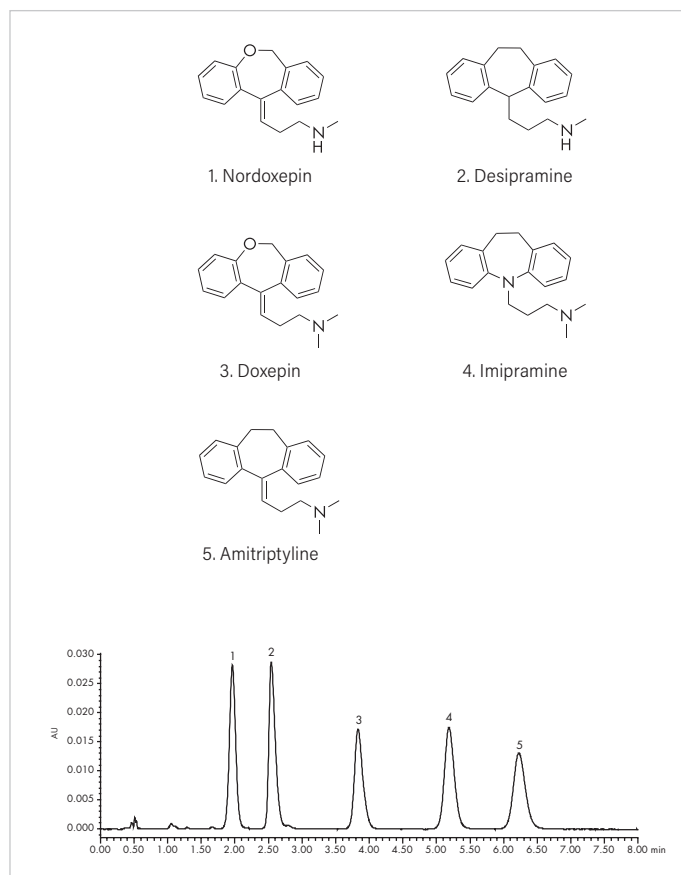 O
N
H
1. Nordoxepin
N
H
2. Desipramine
O
N
3. Doxepin
N
N
4. Imipramine
N
5. Amitriptyline
0.030
0.025
0.020
0.015
0.010
0.005
0.000
AU
1
2
3
4
5
0.00 0.50 1.00 1.50 2.00 2.50 3.00 3.50 4.00 4.50 5.00 5.50 6.00 6.50 7.00 7.50 8.00 min